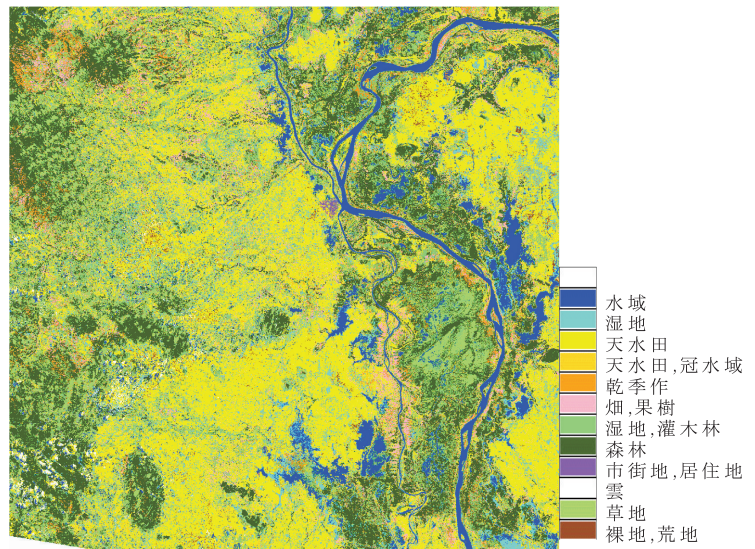 水域
湿地
天水田
天水田,冠水域
乾季作
畑,果樹
湿地,灌木林
森林
市街地,居住地
雲
草地
裸地,荒地